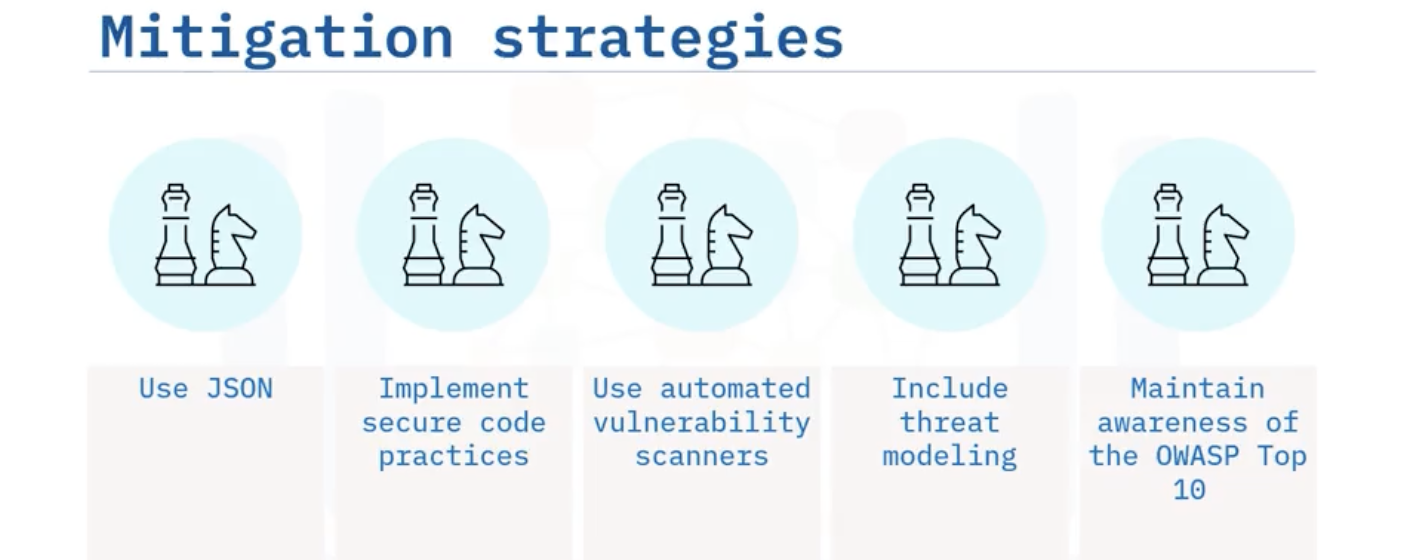 Mitigation strategies
Use JSON
Implement
secure code
practices
Use automated
vulnerability
scanners
Include
threat
modeling
Maintain
awareness of
the OWASP Top
10